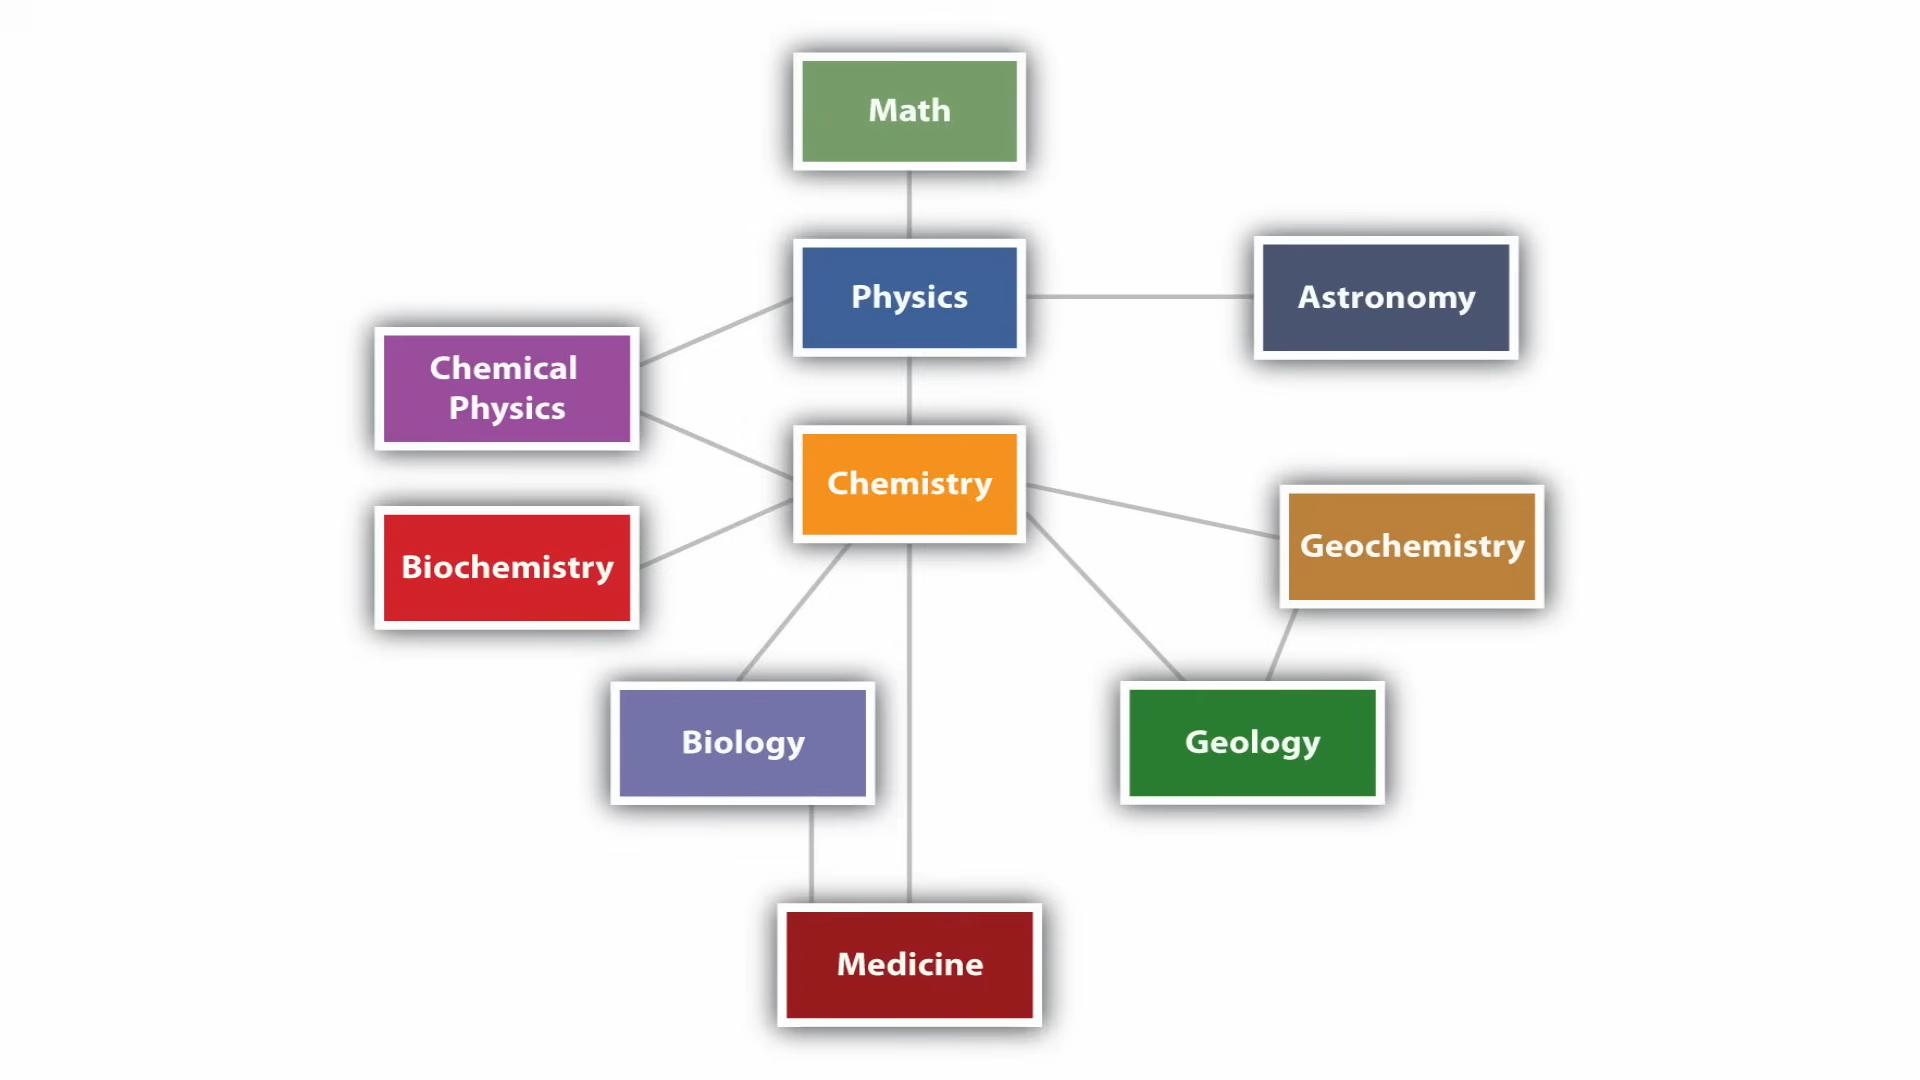 Math
Physics
Astronomy
Chemical
Physics
Chemistry
Geochemistry
Biochemistry
Biology
Geology
Medicine